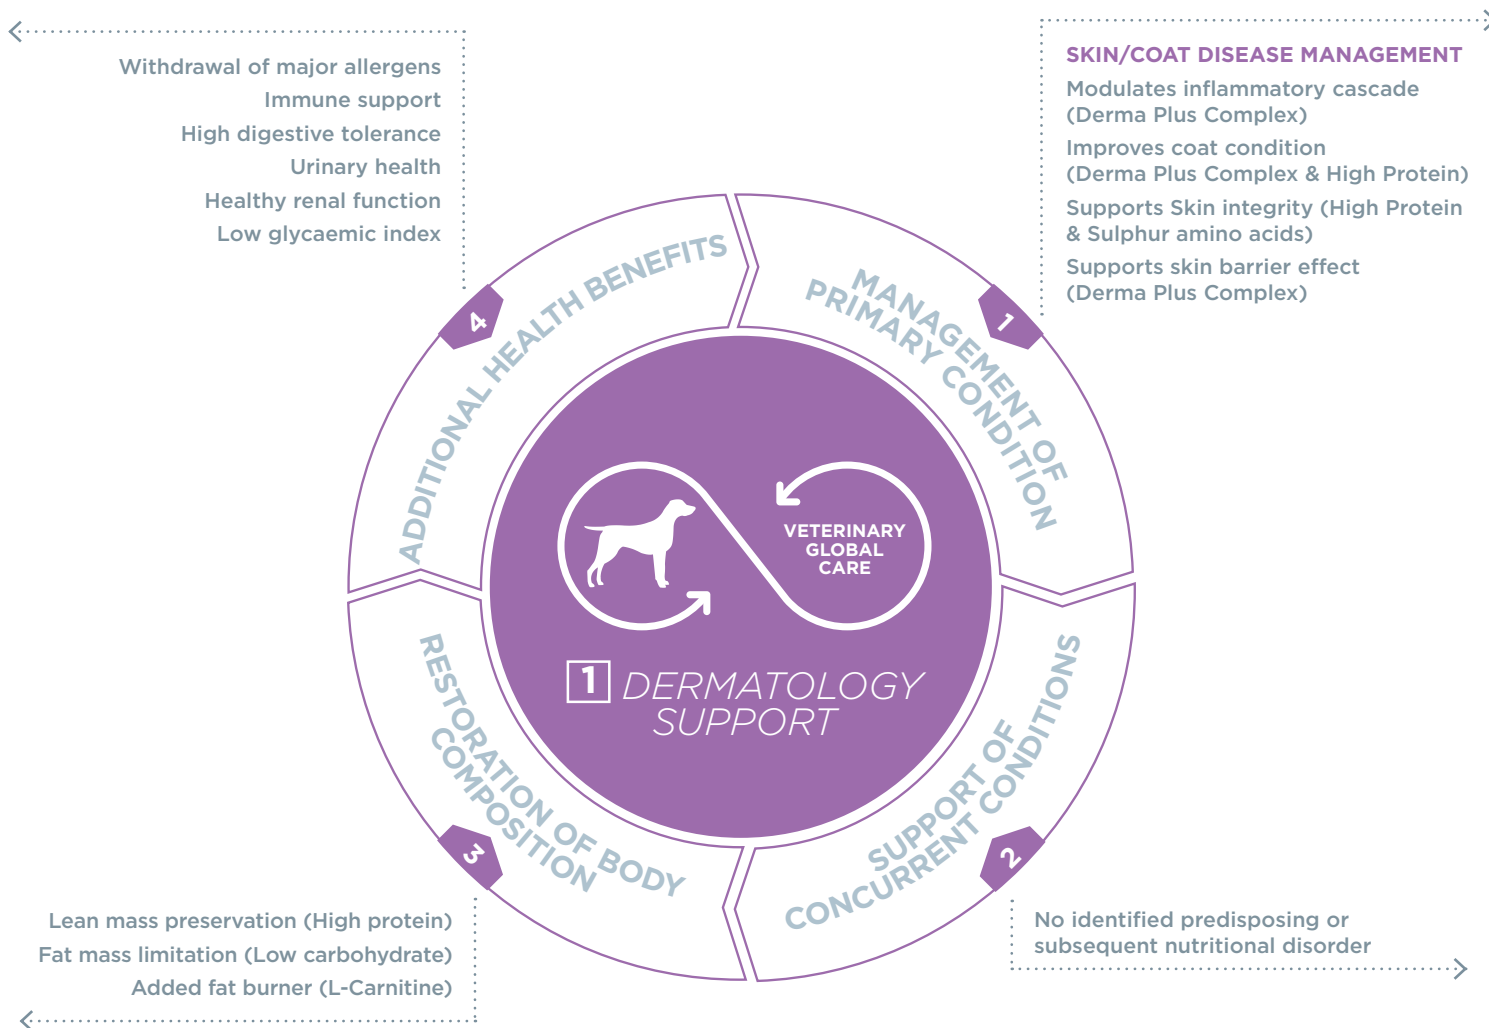 Withdrawal of major allergens
Immune support
High digestive tolerance
Urinary health
Healthy renal function
Low glycaemic index
SKIN/COAT DISEASE MANAGEMENT
Modulates inflammatory cascade
(Derma Plus Complex)
Improves coat condition
(Derma Plus Complex & High Protein)
Supports Skin integrity (High Protein
& Sulphur amino acids)
Supports skin barrier effect
(Derma Plus Complex)
4
ADDITIONAL HEALTH BENEFITS
1
MANAGEMENT OF
PRIMARY CONDITION
VETERINARY
GLOBAL
CARE
1 DERMATOLOGY
SUPPORT
3
RESTORATION OF BODY
COMPOSITION
2
SUPPORT OF
CONCURRENT CONDITIONS
Lean mass preservation (High protein)
Fat mass limitation (Low carbohydrate)
Added fat burner (L-Carnitine)
No identified predisposing or
subsequent nutritional disorder